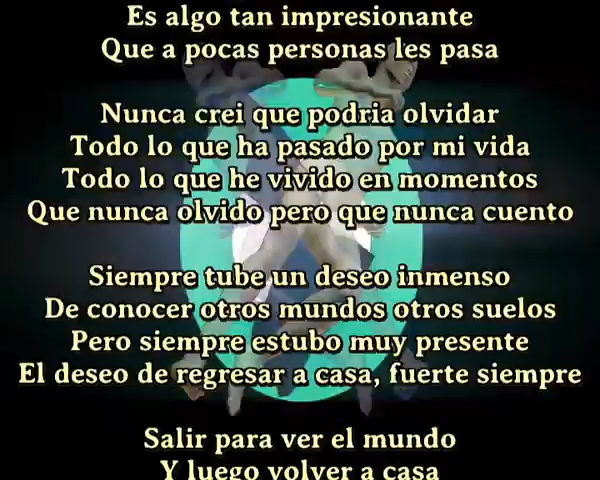 Es algo tan impresionante
Que a pocas personas les pasa
Nunca crei que podria olvidar
Todo lo que ha pasado por mi vida
Todo lo que he vivido en momentos
Que nunca olvido pero que nunca cuento
Siempre tube un deseo inmenso
De conocer otros mundos otros suelos
Pero siempre estubo muy presente
El deseo de regresar a casa, fuerte siempre
Salir para ver el mundo
Y luego volver a casa